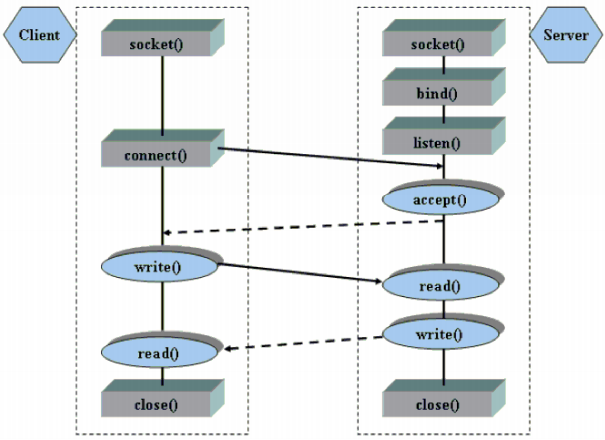 Client
socket()
connect()
write()
read()
close()
Server
socket()
bind()
listen()
accept()
read()
write()
close()